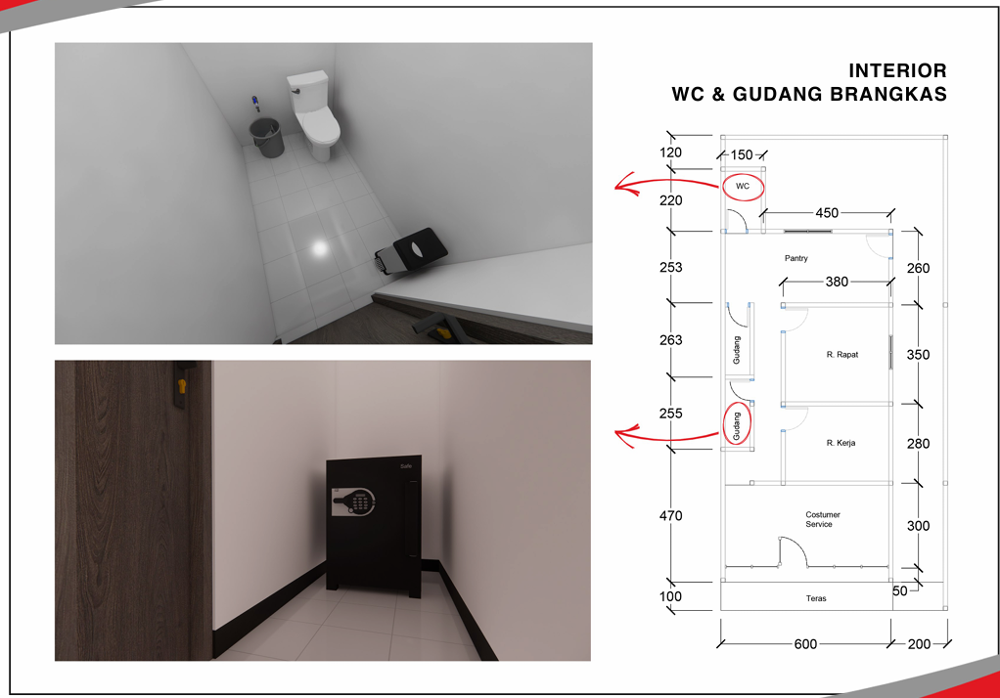 INTERIOR
WC & GUDANG BRANGKAS
120
150
WC
220
450
253
Pantry
260
380
263
Gudang
R. Rapat
350
255
Gudang
R. Kerja
280
470
Costumer
Service
300
50
100
Teras
600
200
Safe